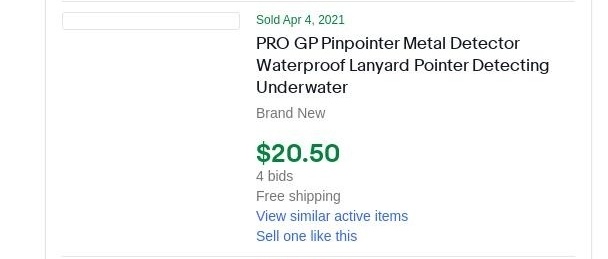 Sold Apr 4, 2021
PRO GP Pinpointer Metal Detector
Waterproof Lanyard Pointer Detecting
Underwater
Brand New
$20.50
4 bids
Free shipping
View similar active items
Sell one like this